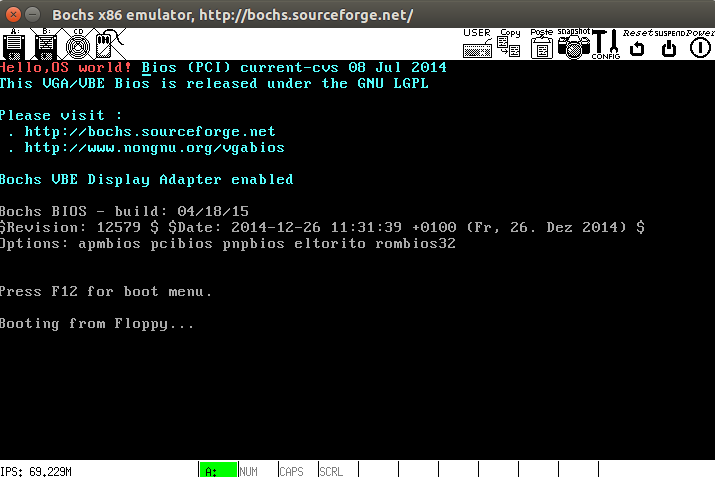 Bochs x86 emulator, http://bochs.sourceforge.net/
A: B: CD USER Copy Paste Snapshot CONFIG Reset SUSPEND Power
Hello,OS world! Bios (PCI) current-cvs 08 Jul 2014
This VGA/VBE Bios is released under the GNU LGPL
Please visit :
. http://bochs.sourceforge.net
. http://www.nongnu.org/vgabios
Bochs VBE Display Adapter enabled
Bochs BIOS - build: 04/18/15
$Revision: 12579 $ $Date: 2014-12-26 11:31:39 +0100 (Fr, 26. Dez 2014) $
Options: apmbios pcibios pnpbios eltorito rombios32
Press F12 for boot menu.
Booting from Floppy...
IPS: 69.229M A: NUM CAPS SCRL